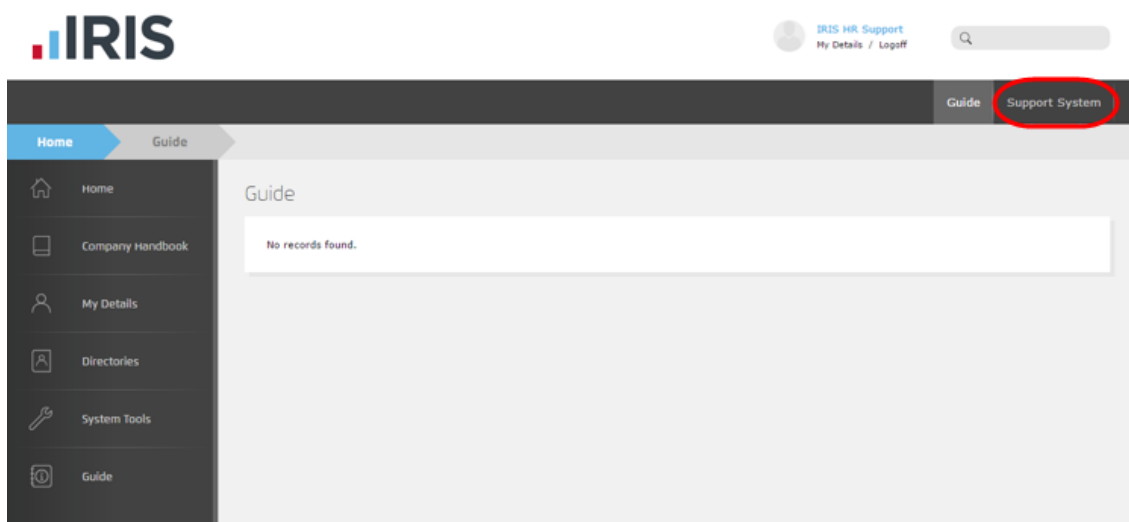 IRIS
IRIS HR Support
My Details / Logoff
Guide
Support System
Home
Guide
Home
Company Handbook
My Details
Directories
System Tools
Guide
Guide
No records found.